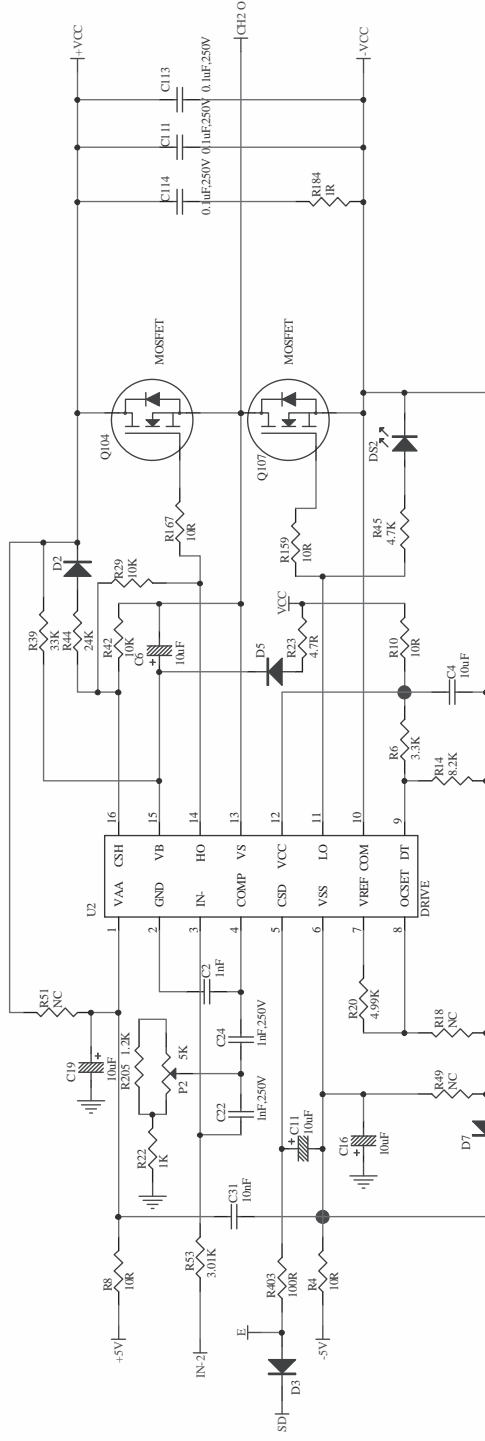 +VCC
C113
0.1uF,250V
C111
0.1uF,250V
C114
0.1uF,250V
R184
1R
CH2 O
-VCC
MOSFET
Q104
MOSFET
Q107
R167
10R
R159
10R
DS2
R45
4.7K
D2
R39
33K
R44
24K
R29
10K
R42
10K
C6
+
10uF
D5
VCC
R23
4.7R
R10
10R
R6
3.3K
C4
10uF
R14
8.2K
16
15
14
13
12
11
10
9
U2
VAA
CSH
GND
VB
IN-
HO
COMP
VS
CSD
VCC
VSS
LO
VREF
COM
OCSET
DT
DRIVE
1
2
3
4
5
6
7
8
R51
NC
C19
+
10uF
R205
1.2K
P2
5K
R22
1K
C2
1nF
C24
1nF,250V
C22
1nF,250V
R20
4.99K
R18
NC
R49
NC
D7
C11
+
10uF
C16
+
10uF
C31
10nF
R8
10R
+5V
R53
3.01K
IN-2
R403
100R
E
D3
SD
R4
10R
-5V